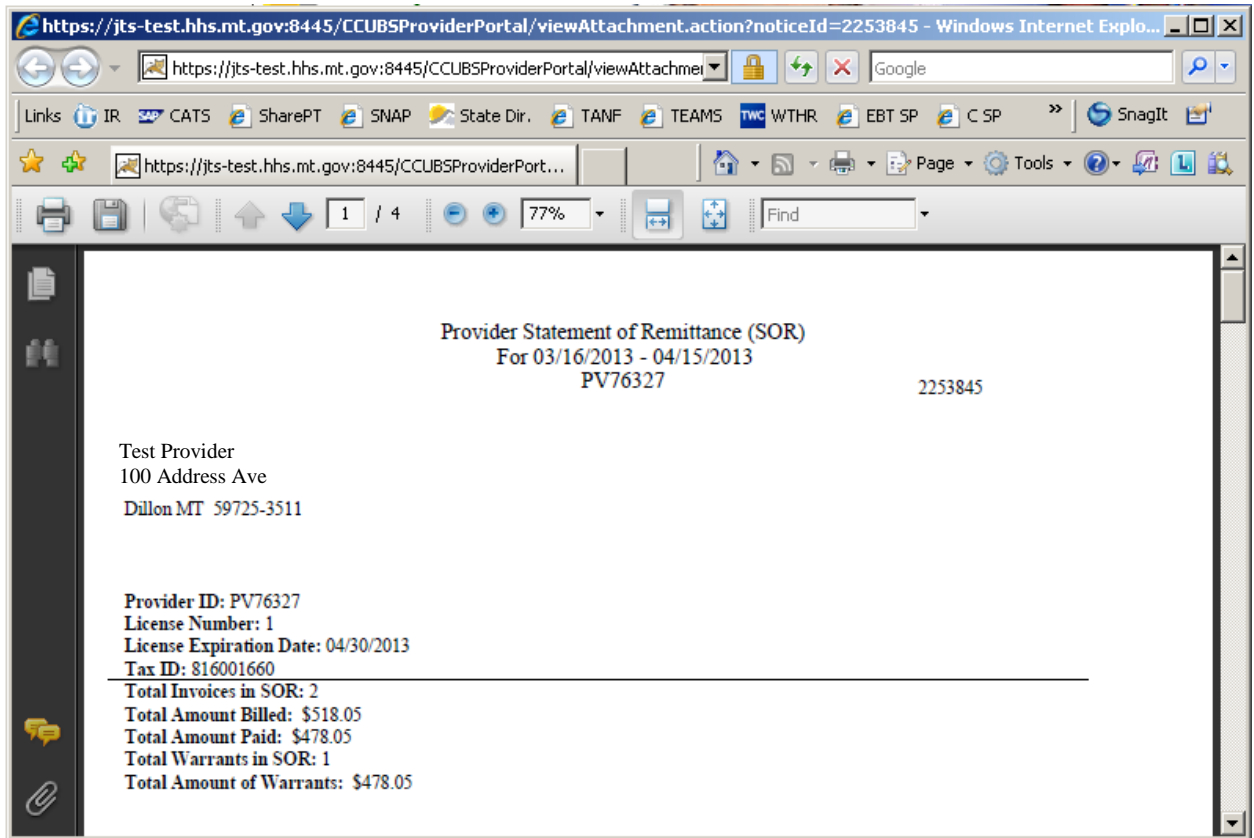 https://jts-test.hhs.mt.gov:8445/CCUBSProviderPortal/viewAttachment.action?noticeId=2253845 - Windows Internet Explo...
https://jts-test.hhs.mt.gov:8445/CCUBSProviderPortal/viewAttachme Google
Links IR SAP CATS SharePT SNAP State Dir. TANF TEAMS TWC WTHR EBT SP C SP » SnagIt
https://jts-test.hhs.mt.gov:8445/CCUBSProviderPort... Page Tools
1 / 4 77% Find
Provider Statement of Remittance (SOR)
For 03/16/2013 - 04/15/2013
PV76327
2253845
Test Provider
100 Address Ave
Dillon MT 59725-3511
Provider ID: PV76327
License Number: 1
License Expiration Date: 04/30/2013
Tax ID: 816001660
Total Invoices in SOR: 2
Total Amount Billed: $518.05
Total Amount Paid: $478.05
Total Warrants in SOR: 1
Total Amount of Warrants: $478.05